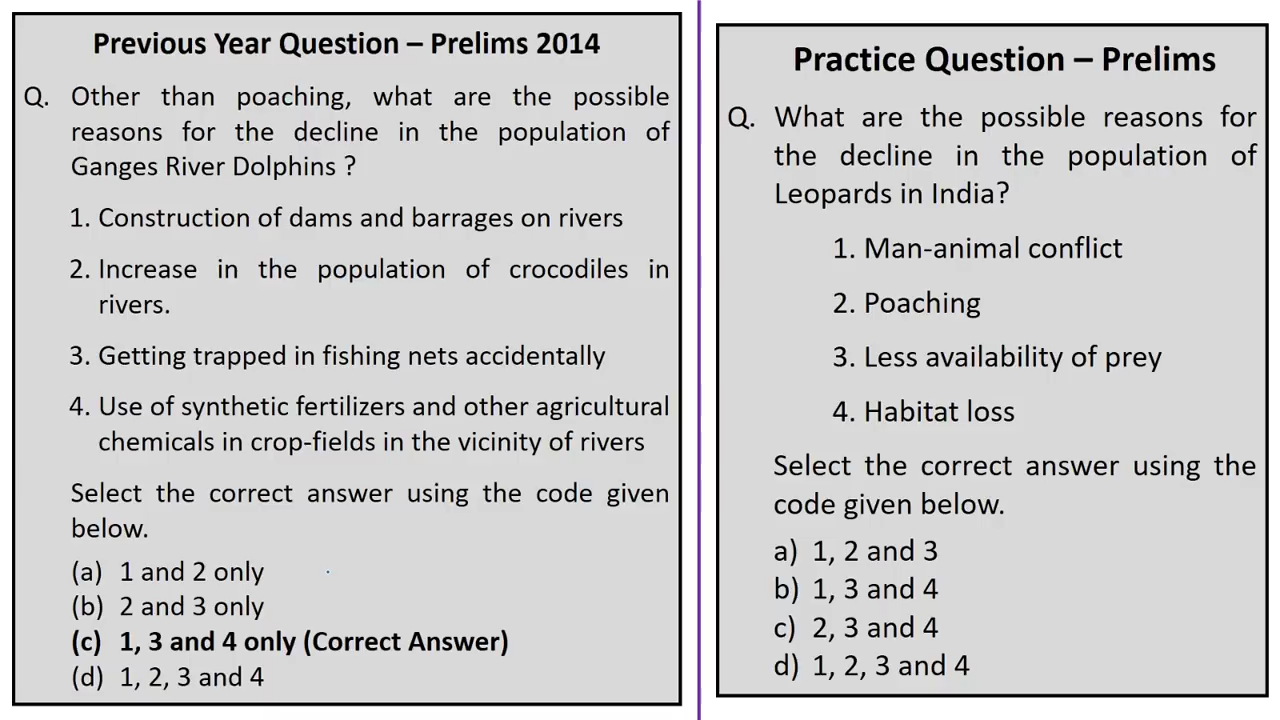 Previous Year Question – Prelims 2014
Q. Other than poaching, what are the possible
reasons for the decline in the population of
Ganges River Dolphins ?
1. Construction of dams and barrages on rivers
2. Increase in the population of crocodiles in
rivers.
3. Getting trapped in fishing nets accidentally
4. Use of synthetic fertilizers and other agricultural
chemicals in crop-fields in the vicinity of rivers
Select the correct answer using the code given
below.
(a) 1 and 2 only
(b) 2 and 3 only
(c) 1, 3 and 4 only (Correct Answer)
(d) 1, 2, 3 and 4
Practice Question – Prelims
Q. What are the possible reasons for
the decline in the population of
Leopards in India?
1. Man-animal conflict
2. Poaching
3. Less availability of prey
4. Habitat loss
Select the correct answer using the
code given below.
a) 1, 2 and 3
b) 1, 3 and 4
c) 2, 3 and 4
d) 1, 2, 3 and 4